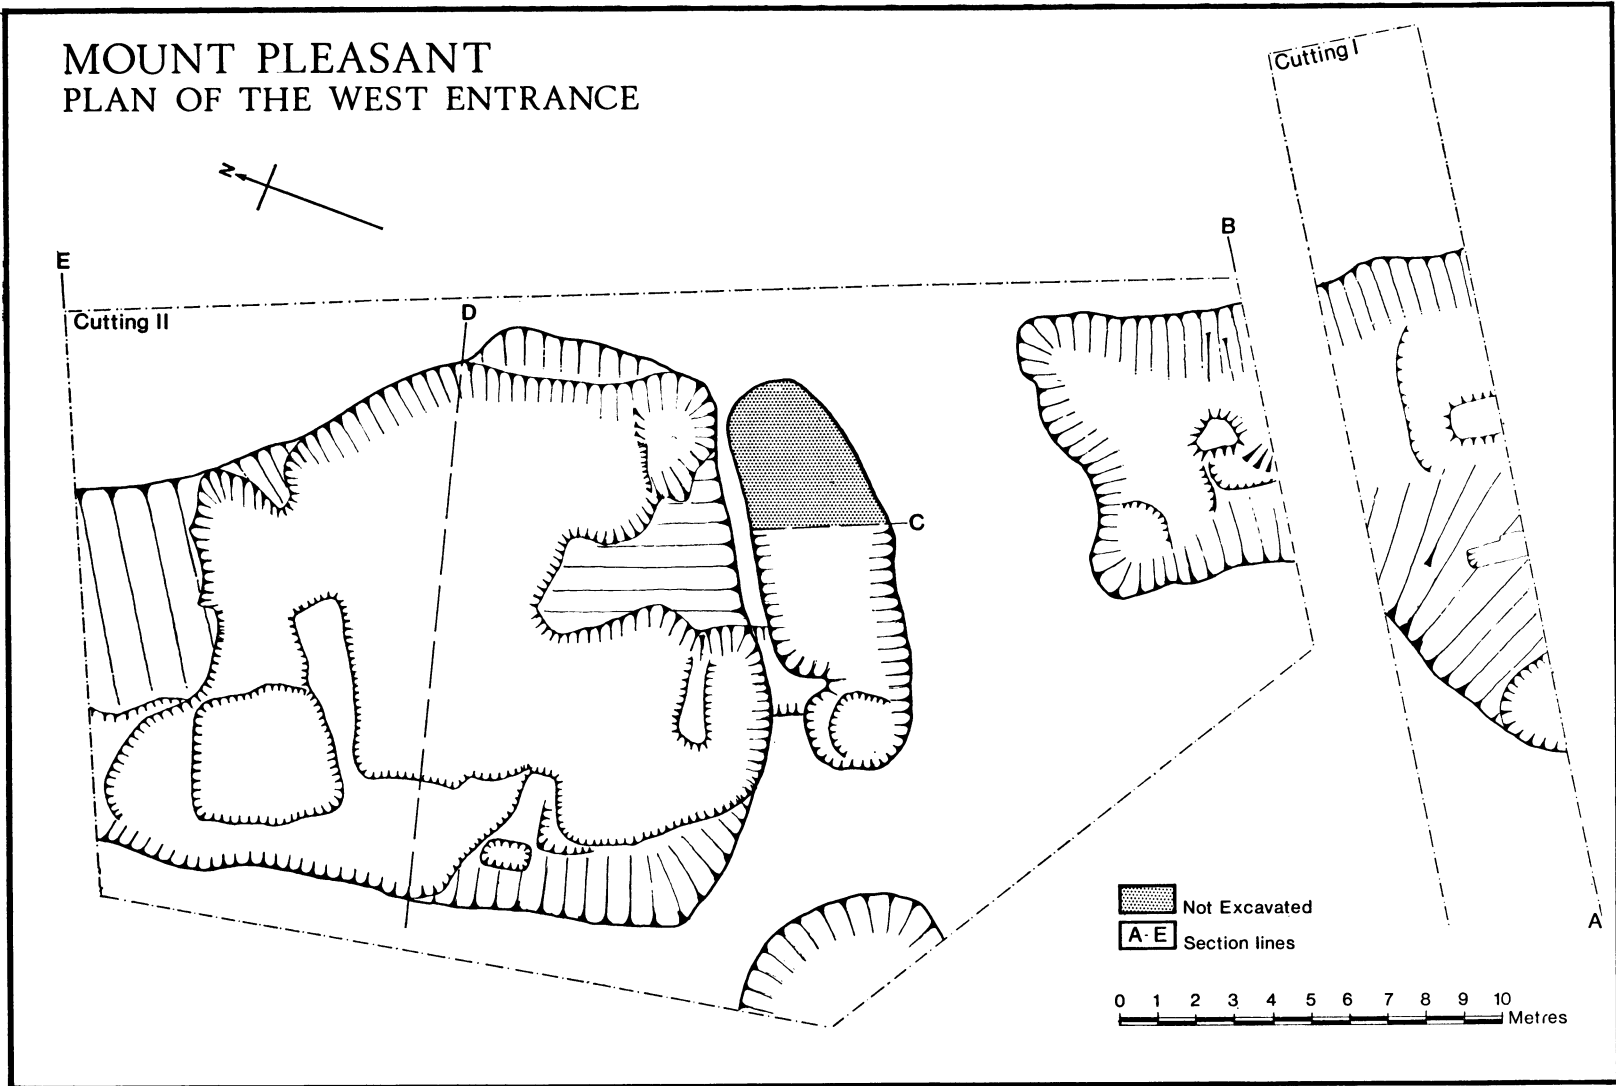 MOUNT PLEASANT
PLAN OF THE WEST ENTRANCE
Cutting I
N
B
E
Cutting II
D
C
Not Excavated
A-E Section lines
A
0 1 2 3 4 5 6 7 8 9 10
Metres